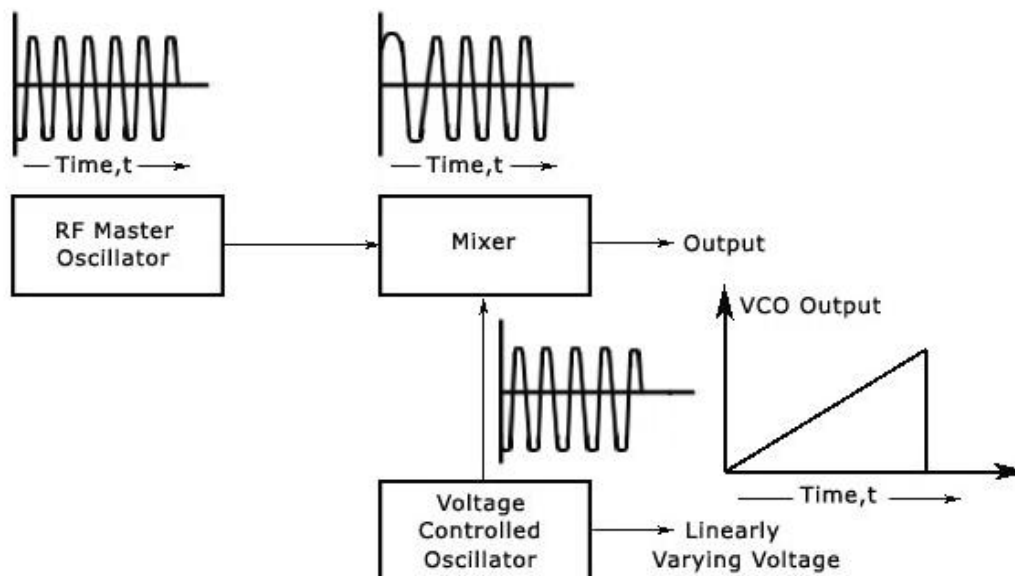 Time,t
Time,t
RF Master
Oscillator
Mixer
Output
VCO Output
Time,t
Voltage
Controlled
Oscillator
Linearly
Varying Voltage